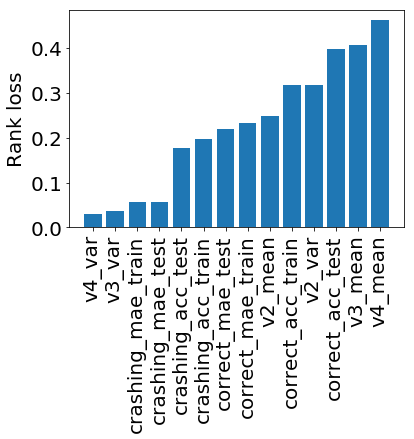 Rank loss
0.4
0.3
0.2
0.1
0.0
v4_var
v3_var
crashing_mae_train
crashing_mae_test
crashing_acc_test
crashing_acc_train
correct_mae_test
correct_mae_train
v2_mean
correct_acc_train
v2_var
correct_acc_test
v3_mean
v4_mean